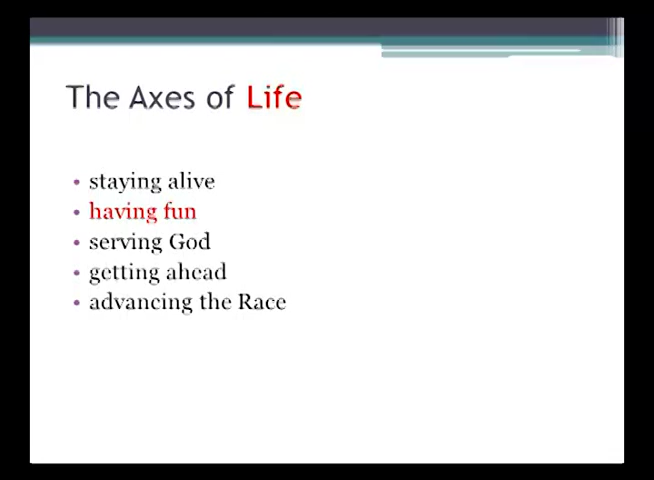 The Axes of Life
• staying alive
• having fun
• serving God
• getting ahead
• advancing the Race